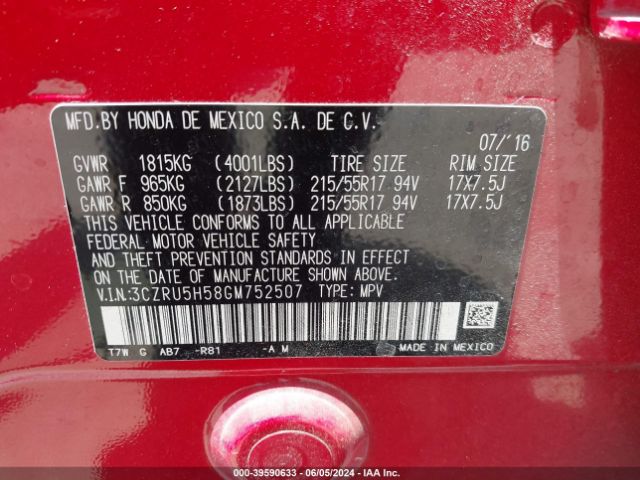 MFD.BY HONDA DE MEXICO S.A. DE C.V.
07/'16
GVWR 1815KG (4001LBS) TIRE SIZE RIM SIZE
GAWR F 965KG (2127LBS) 215/55R17 94V 17X7.5J
GAWR R 850KG (1873LBS) 215/55R17 94V 17X7.5J
THIS VEHICLE CONFORMS TO ALL APPLICABLE
FEDERAL MOTOR VEHICLE SAFETY
AND THEFT PREVENTION STANDARDS IN EFFECT
ON THE DATE OF MANUFACTURE SHOWN ABOVE.
V.I.N:3CZRU5H58GM752507 TYPE: MPV
T7W G AB7 -R81 -A M MADE IN MEXICO
000-39590633 - 06/05/2024 - IAA Inc.